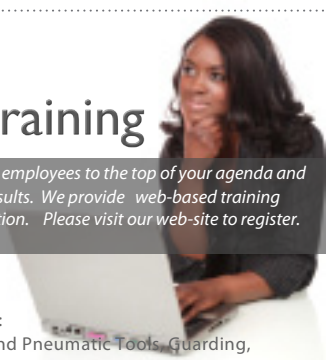 raining
employees to the top of your agenda and
sults. We provide web-based training
tion. Please visit our web-site to register.
:
nd Pneumatic Tools, Guarding,